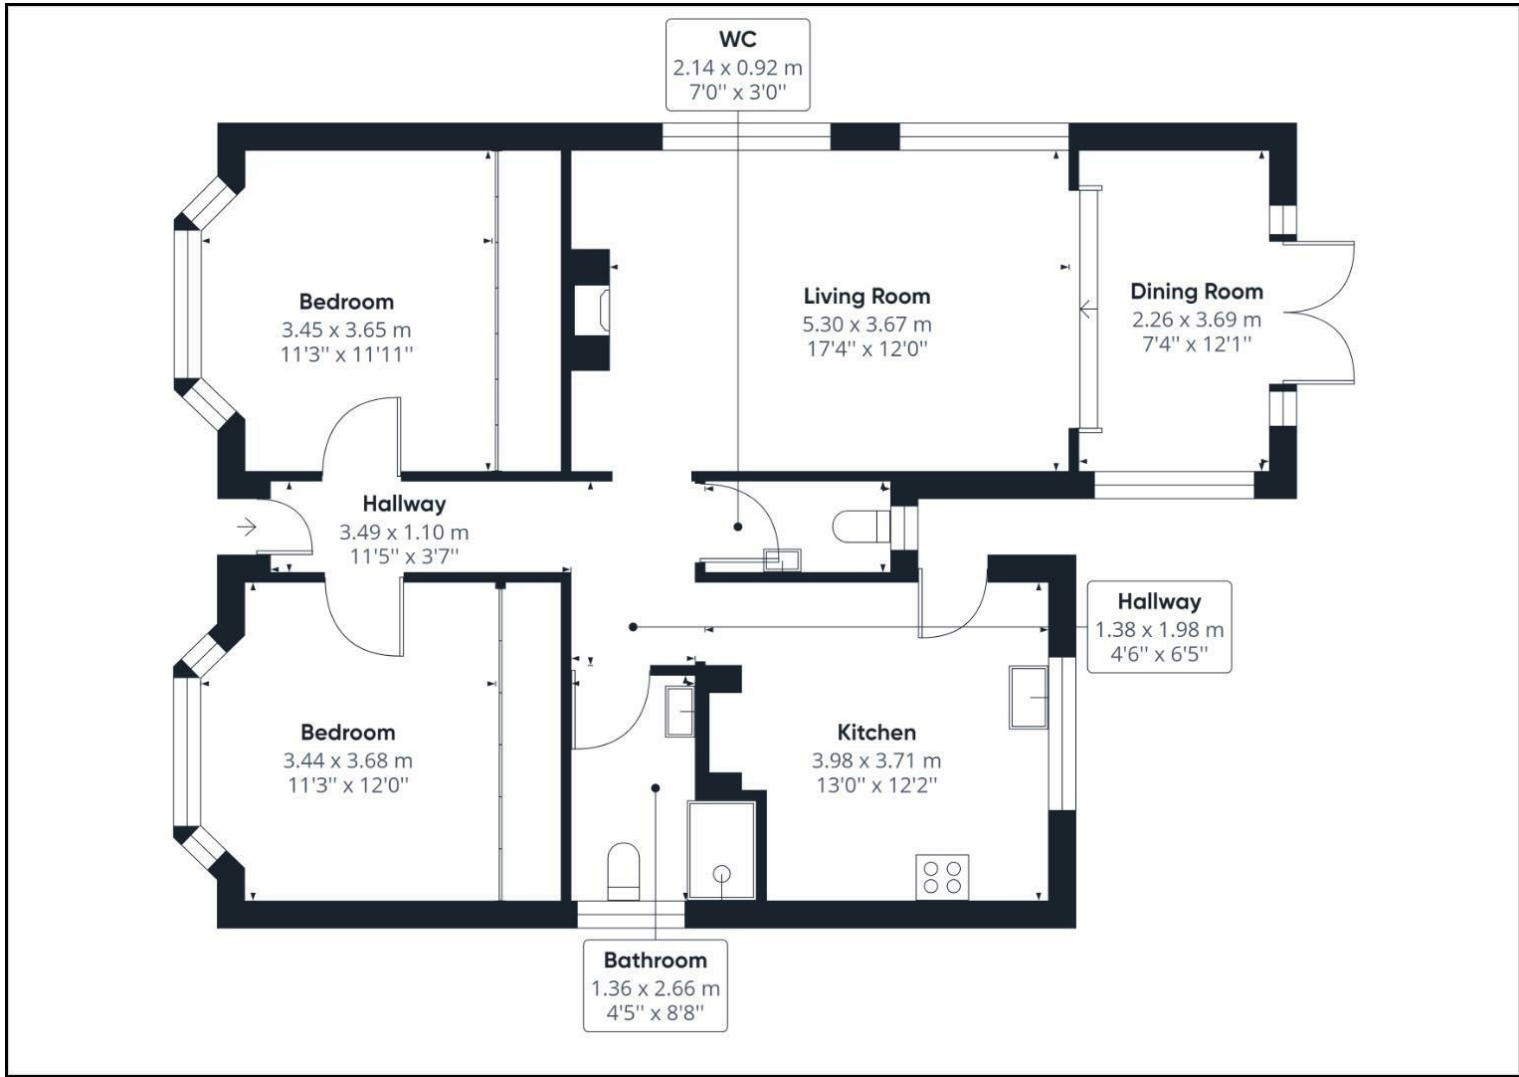 WC
2.14 x 0.92 m
7'0'' x 3'0''
Bedroom
3.45 x 3.65 m
11'3'' x 11'11''
Living Room
5.30 x 3.67 m
17'4'' x 12'0''
Dining Room
2.26 x 3.69 m
7'4'' x 12'1''
Hallway
3.49 x 1.10 m
11'5'' x 3'7''
Hallway
1.38 x 1.98 m
4'6'' x 6'5''
Bedroom
3.44 x 3.68 m
11'3'' x 12'0''
Kitchen
3.98 x 3.71 m
13'0'' x 12'2''
Bathroom
1.36 x 2.66 m
4'5'' x 8'8''